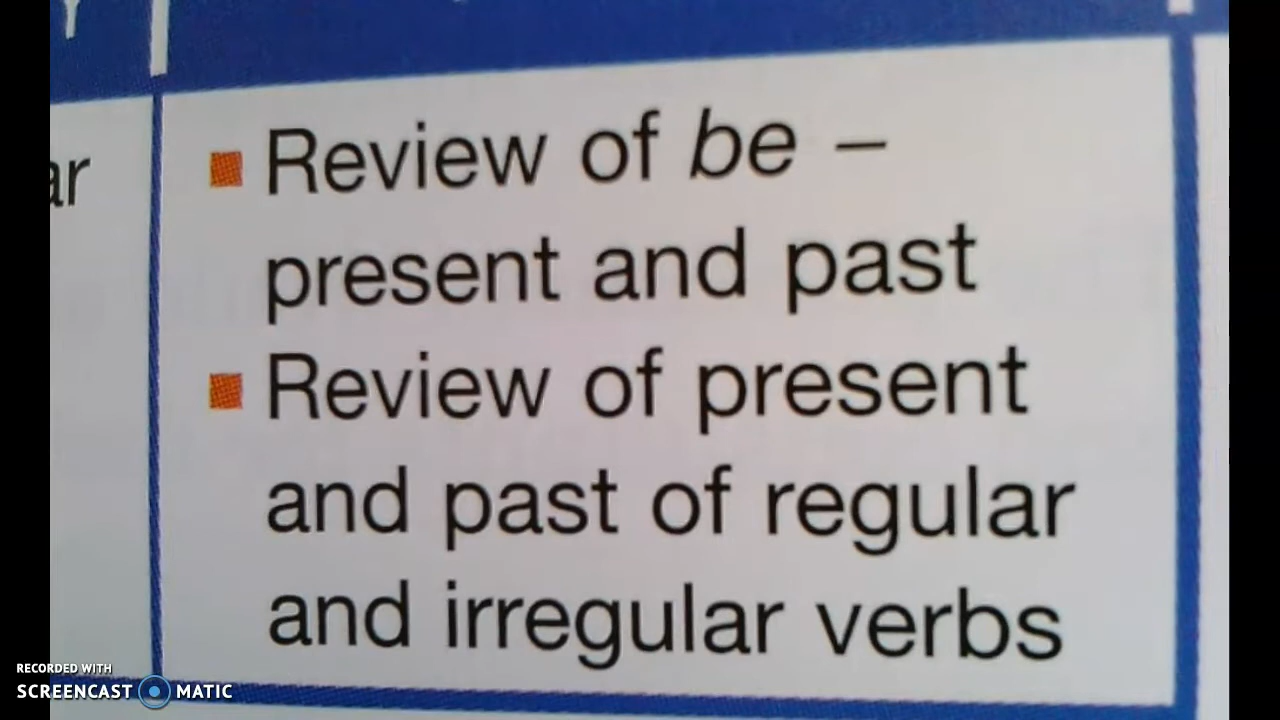 ar
Review of be –
present and past
Review of present
and past of regular
and irregular verbs
RECORDED WITH
SCREENCAST MATIC